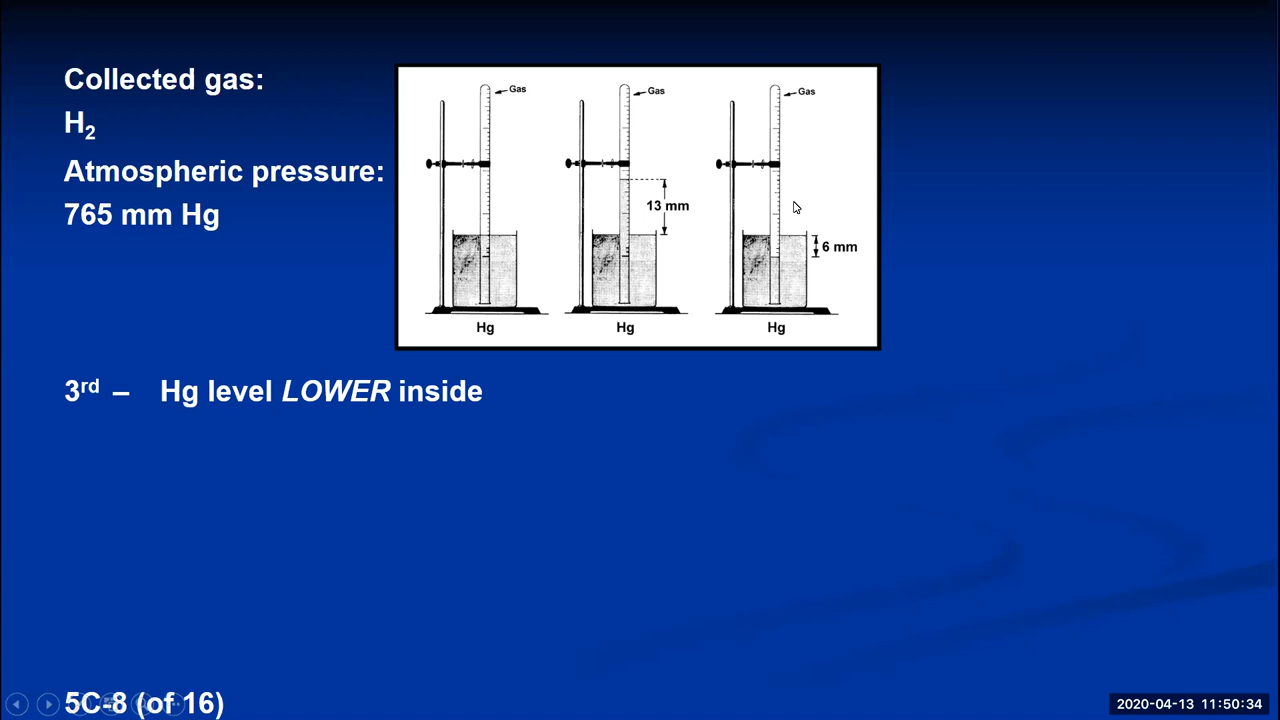 Collected gas:
H₂
Atmospheric pressure:
765 mm Hg
Gas
Gas
Gas
13 mm
6 mm
Hg
Hg
Hg
3rd – Hg level LOWER inside
5C-8 (of 16)
2020-04-13 11:50:34